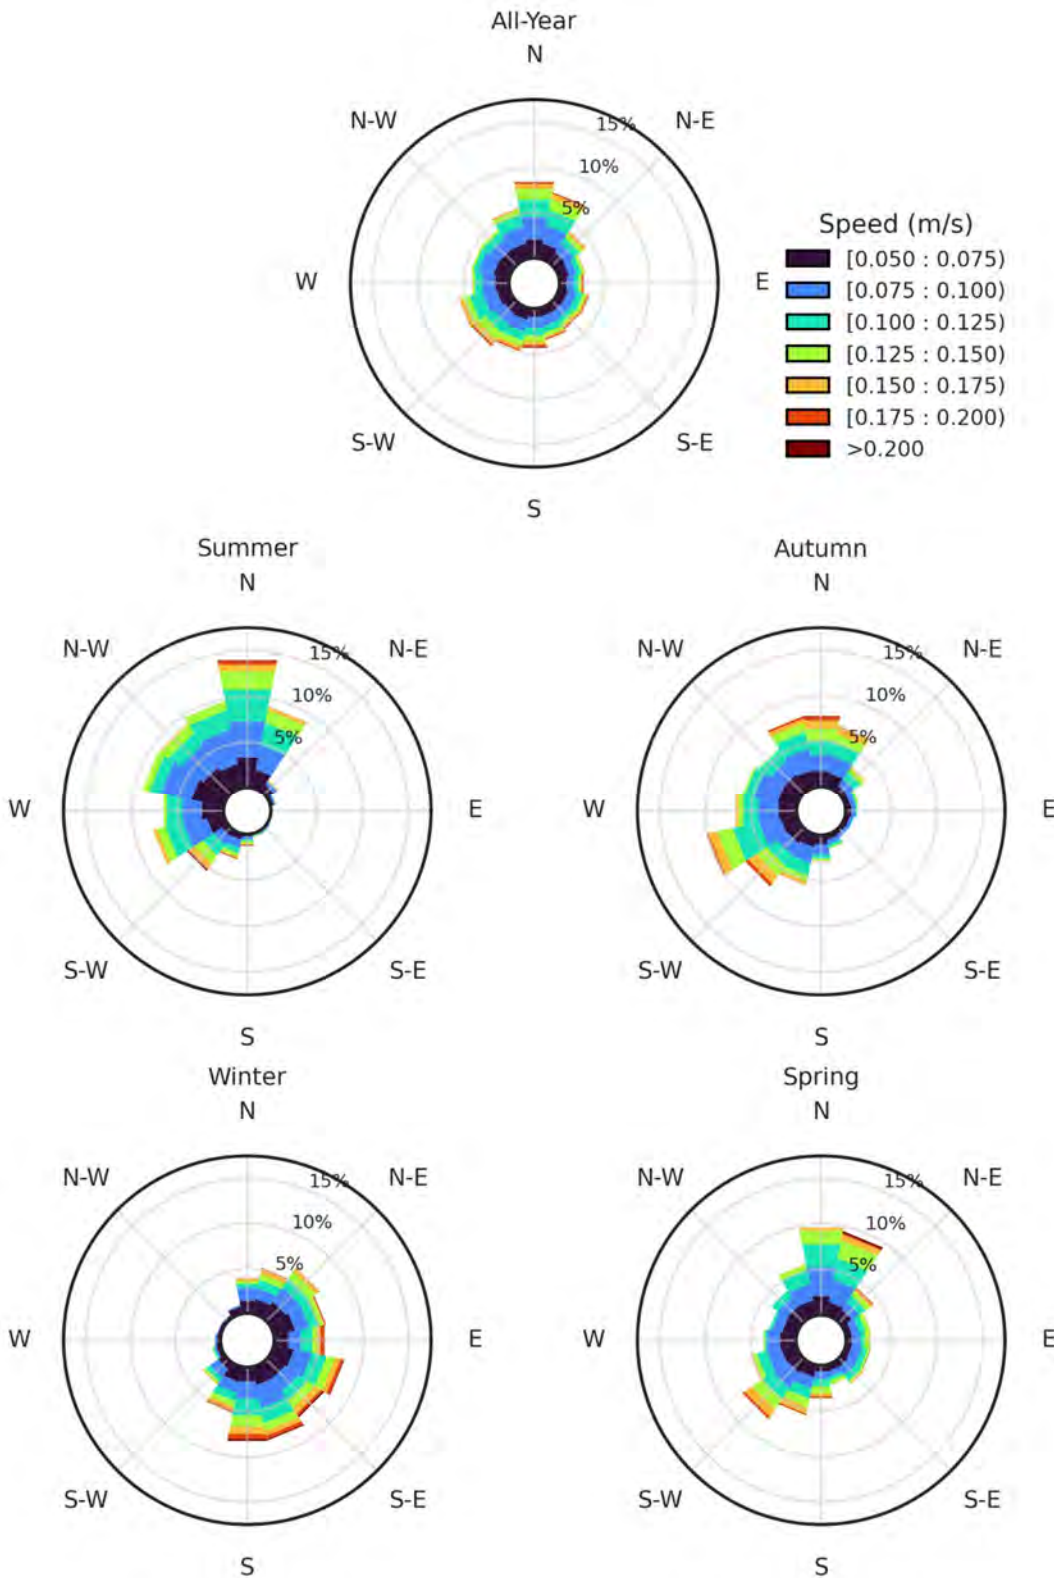 All-Year
N
N-W
N-E
15%
10%
5%
W
E
S-W
S-E
S
Speed (m/s)
[0.050 : 0.075)
[0.075 : 0.100)
[0.100 : 0.125)
[0.125 : 0.150)
[0.150 : 0.175)
[0.175 : 0.200)
>0.200
Summer
N
N-W
N-E
15%
10%
5%
W
E
S-W
S-E
S
Autumn
N
N-W
N-E
15%
10%
5%
W
E
S-W
S-E
S
Winter
N
N-W
N-E
15%
10%
5%
W
E
S-W
S-E
S
Spring
N
N-W
N-E
15%
10%
5%
W
E
S-W
S-E
S